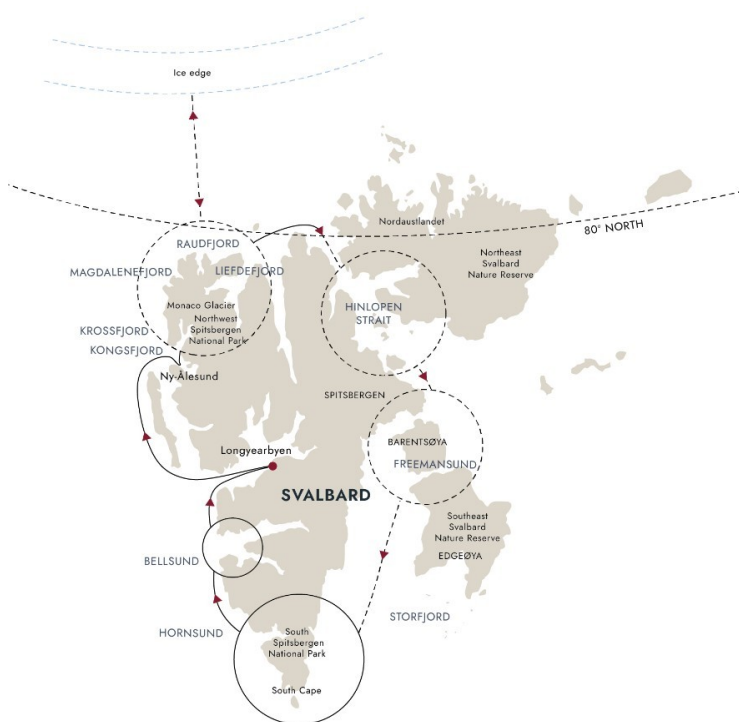 Ice edge
80° NORTH
Nordaustlandet
RAUDFJORD
MAGDALENEFJORD
LIEFDEFJORD
Northeast
Svalbard
Nature Reserve
Monaco Glacier
HINLOPEN
STRAIT
Northwest
Spitsbergen
National Park
KROSSFJORD
KONGSFJORD
Ny-Ålesund
SPITSBERGEN
BARENTSØYA
Longyearbyen
FREEMANSUND
SVALBARD
Southeast
Svalbard
Nature Reserve
EDGEØYA
BELLSUND
STORFJORD
HORNSUND
South
Spitsbergen
National Park
South Cape